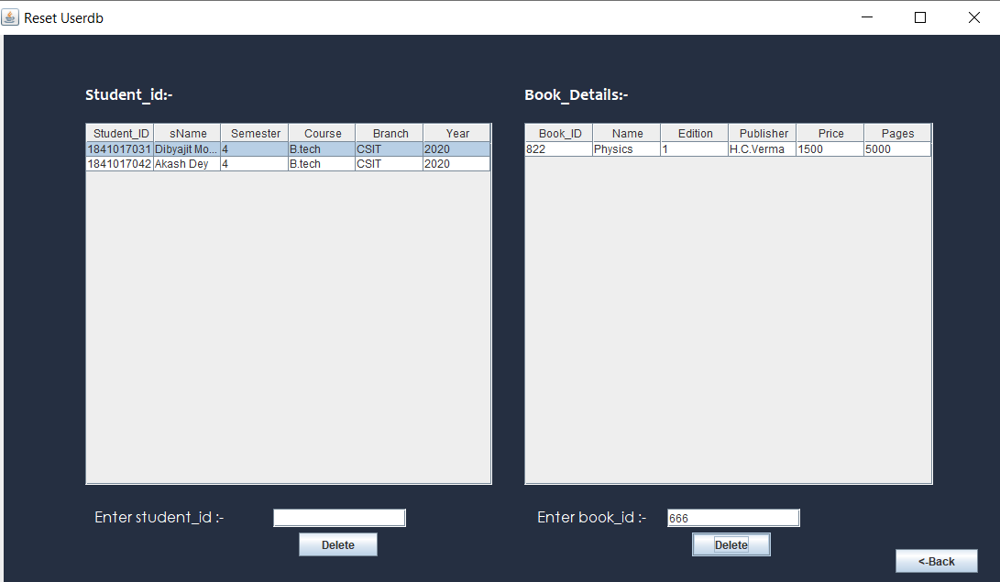 Reset Userdb
Student_id:-
Book_Details:-
Student_ID sName Semester Course Branch Year
1841017031 Dibyajit Mo... 4 B.tech CSIT 2020
1841017042 Akash Dey 4 B.tech CSIT 2020
Book_ID Name Edition Publisher Price Pages
822 Physics 1 H.C.Verma 1500 5000
Enter student_id :-
Delete
Enter book_id :- 666
Delete
<-Back